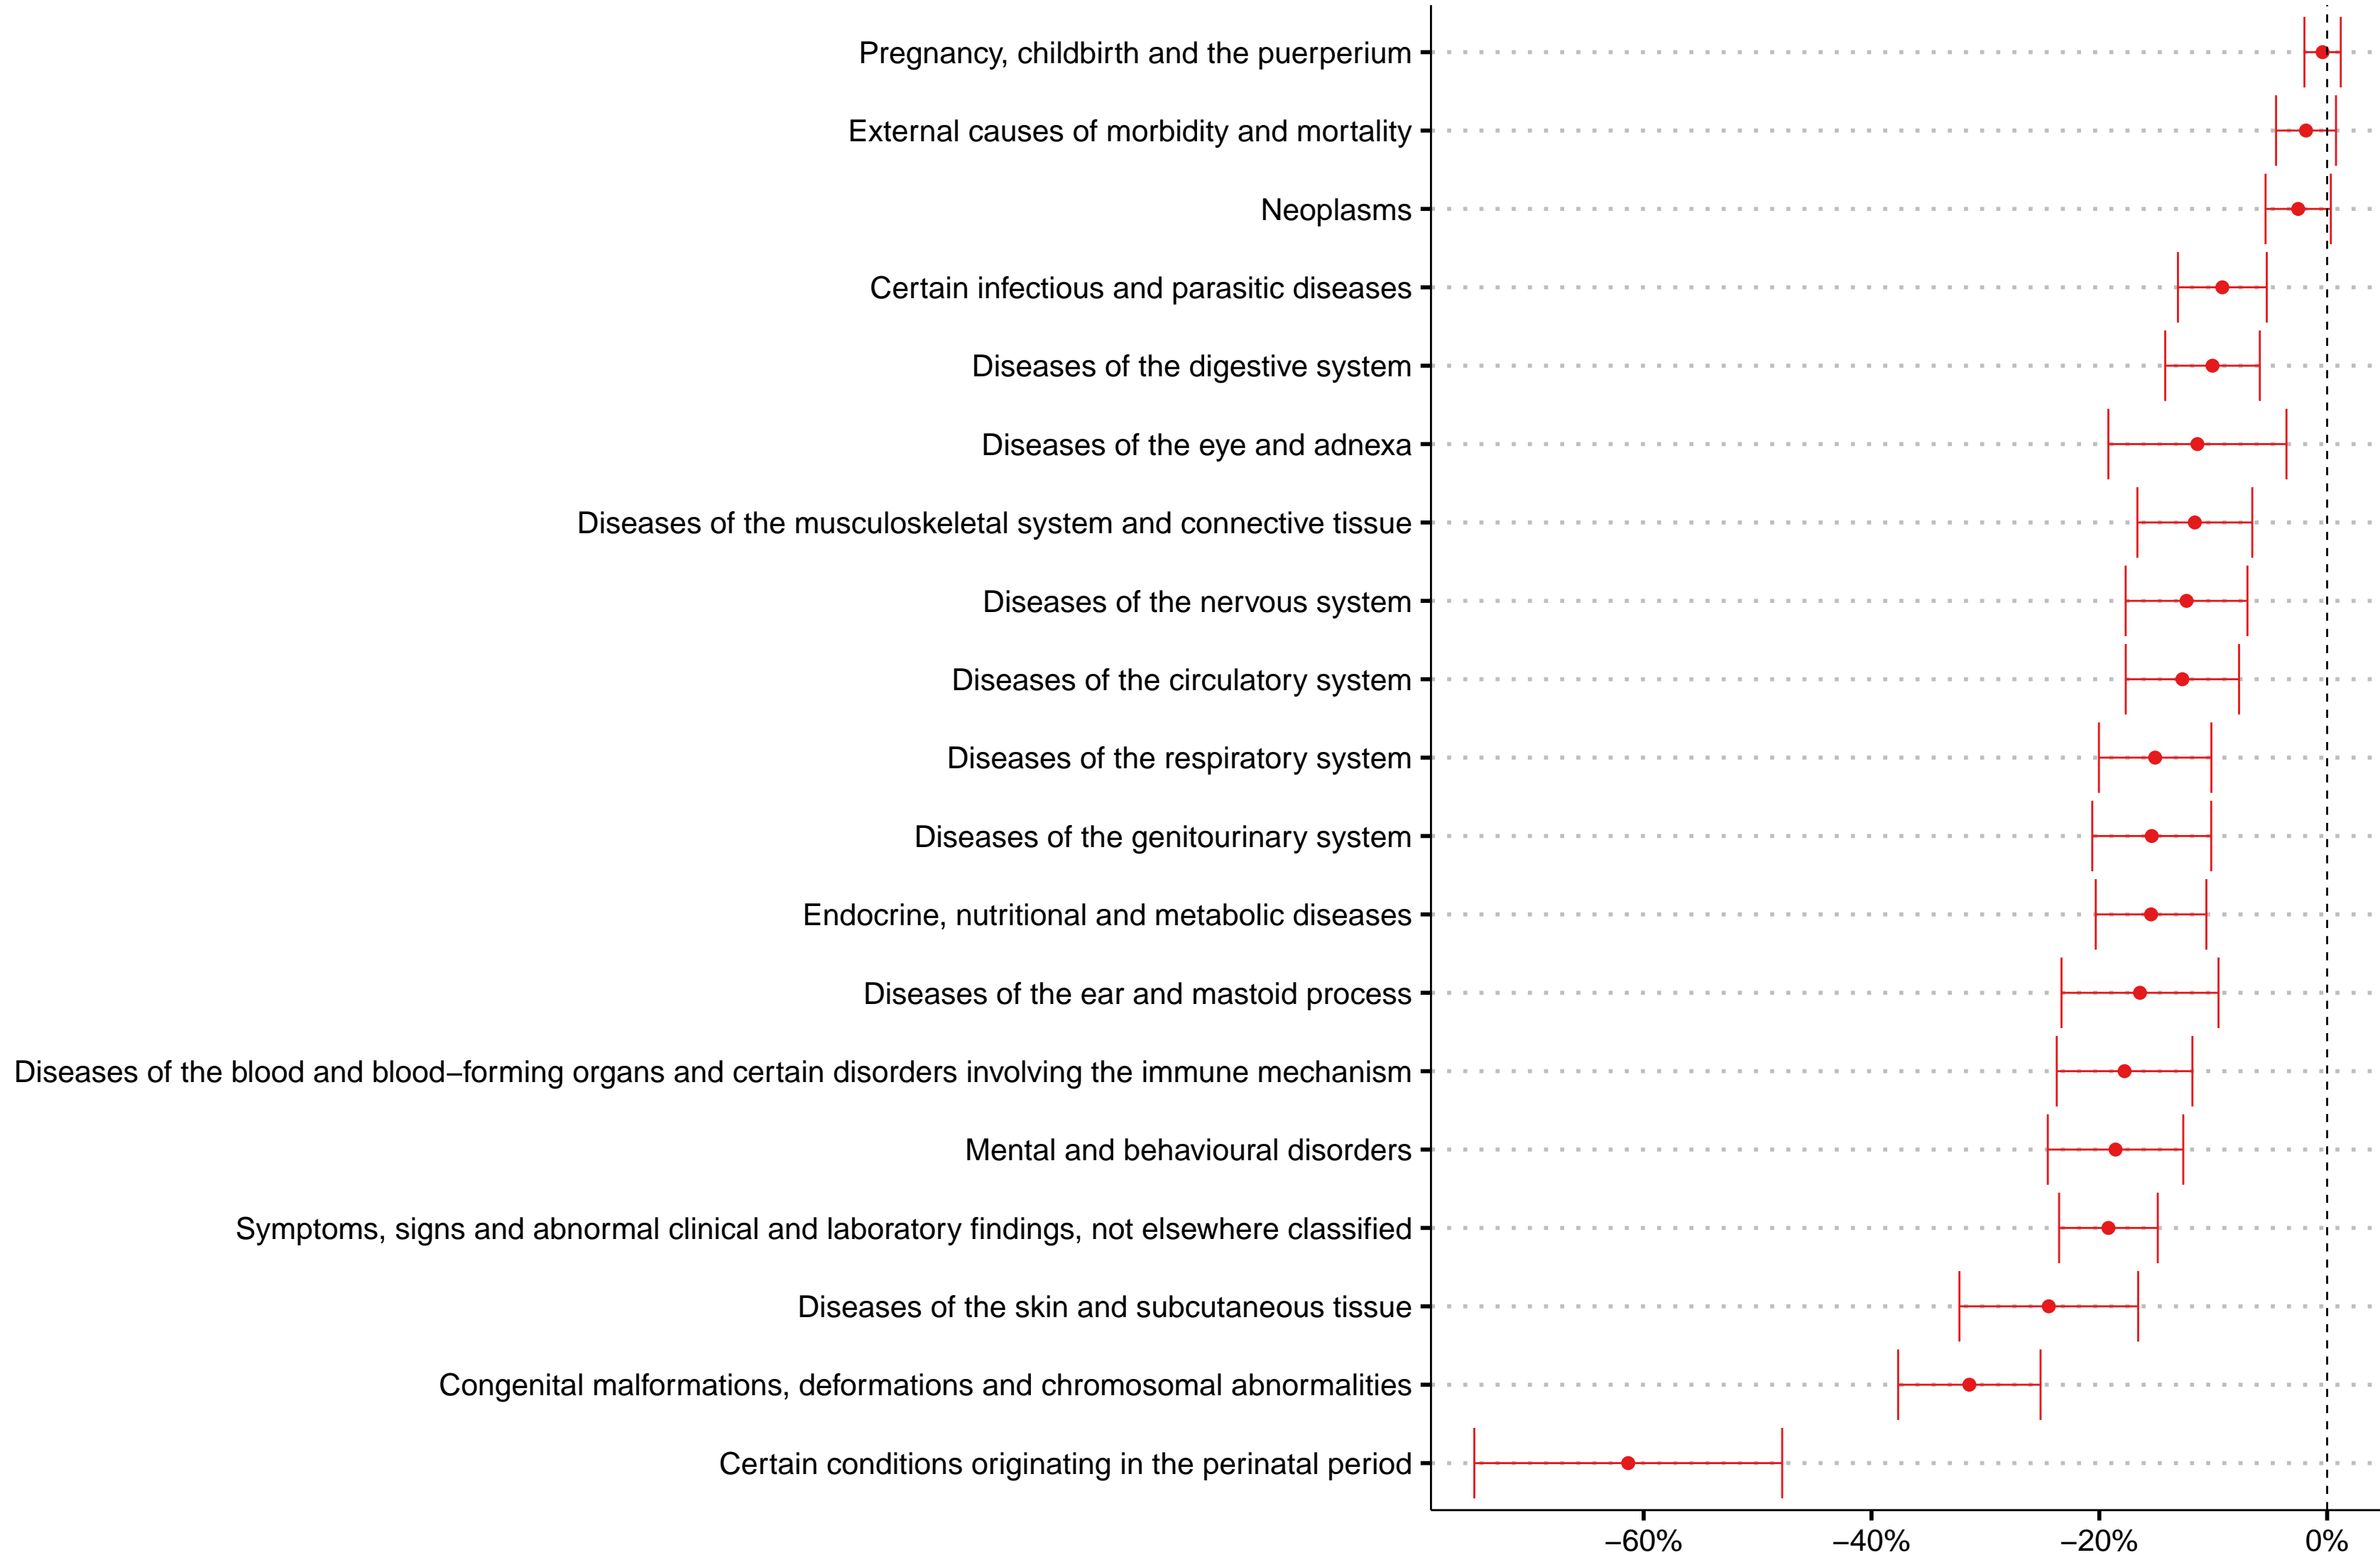 Pregnancy, childbirth and the puerperium
External causes of morbidity and mortality
Neoplasms
Certain infectious and parasitic diseases
Diseases of the digestive system
Diseases of the eye and adnexa
Diseases of the musculoskeletal system and connective tissue
Diseases of the nervous system
Diseases of the circulatory system
Diseases of the respiratory system
Diseases of the genitourinary system
Endocrine, nutritional and metabolic diseases
Diseases of the ear and mastoid process
Diseases of the blood and blood−forming organs and certain disorders involving the immune mechanism
Mental and behavioural disorders
Symptoms, signs and abnormal clinical and laboratory findings, not elsewhere classified
Diseases of the skin and subcutaneous tissue
Congenital malformations, deformations and chromosomal abnormalities
Certain conditions originating in the perinatal period
−60% −40% −20% 0%